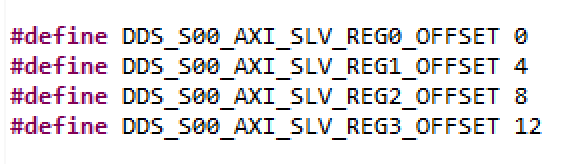 #define DDS_S00_AXI_SLV_REG0_OFFSET 0
#define DDS_S00_AXI_SLV_REG1_OFFSET 4
#define DDS_S00_AXI_SLV_REG2_OFFSET 8
#define DDS_S00_AXI_SLV_REG3_OFFSET 12